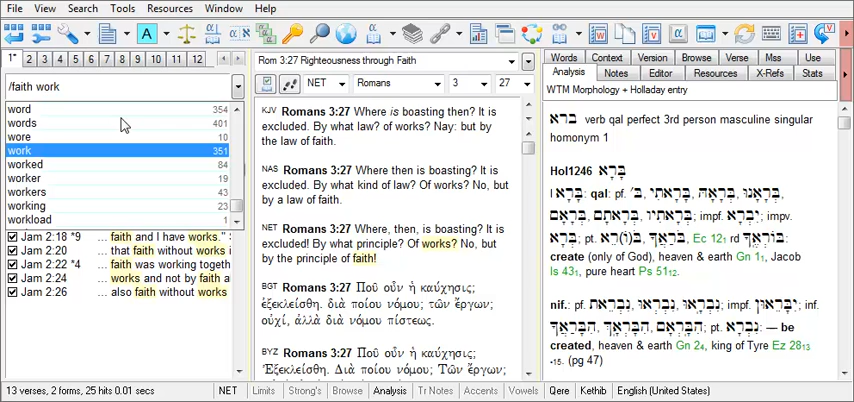 File View Search Tools Resources Window Help
A
αβ
W
V
1* 2 3 4 5 6 7 8 9 10 11 12
/faith work
word 354
words 401
wore 10
work 351
worked 84
worker 19
workers 43
working 23
workload 1
Jam 2:18 *9 ... faith and I have works." S
Jam 2:20 ... that faith without works i
Jam 2:22 *4 ... faith was working togeth
Jam 2:24 ... works and not by faith a
Jam 2:26 ... also faith without works
Rom 3:27 Righteousness through Faith
NET Romans 3 27
KJV Romans 3:27 Where is boasting then? It is
excluded. By what law? of works? Nay: but by
the law of faith.
NAS Romans 3:27 Where then is boasting? It is
excluded. By what kind of law? Of works? No, but
by a law of faith.
NET Romans 3:27 Where, then, is boasting? It is
excluded! By what principle? Of works? No, but
by the principle of faith!
BGT Romans 3:27 Ποῦ οὖν ἡ καύχησις;
ἐξεκλείσθη. διὰ ποίου νόμου; τῶν ἔργων;
οὐχί, ἀλλὰ διὰ νόμου πίστεως.
BYZ Romans 3:27 Ποῦ οὖν ἡ καύχησις;
Ἐξεκλείσθη. Διὰ ποίου νόμου; Τῶν ἔργων;
Words Context Version Browse Verse Mss Use
Analysis Notes Editor Resources X-Refs Stats
WTM Morphology + Holladay entry
ברא verb qal perfect 3rd person masculine singular
homonym 1
Hol1246 בָּרָא
I בָּרָא: qal: pf.
impf. יִבְרָא; impv.
pt.
Ec 12₁ rd
create (only of God), heaven & earth Gn 1₁, Jacob
Is 43₁, pure heart Ps 51₁₂.
nif.: pf.
impf. inf.
pt. נִבְרָא: — be
created, heaven & earth Gn 2₄, king of Tyre Ez 28₁₃
-₁₅. (pg 47)
13 verses, 2 forms, 25 hits 0.01 secs NET Limits Strong's Browse Analysis Tr Notes Accents Vowels Qere Kethib English (United States)